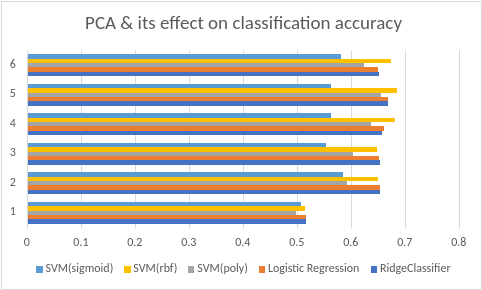 PCA & its effect on classification accuracy
6
5
4
3
2
1
0 0.1 0.2 0.3 0.4 0.5 0.6 0.7 0.8
SVM(sigmoid) SVM(rbf) SVM(poly) Logistic Regression RidgeClassifier